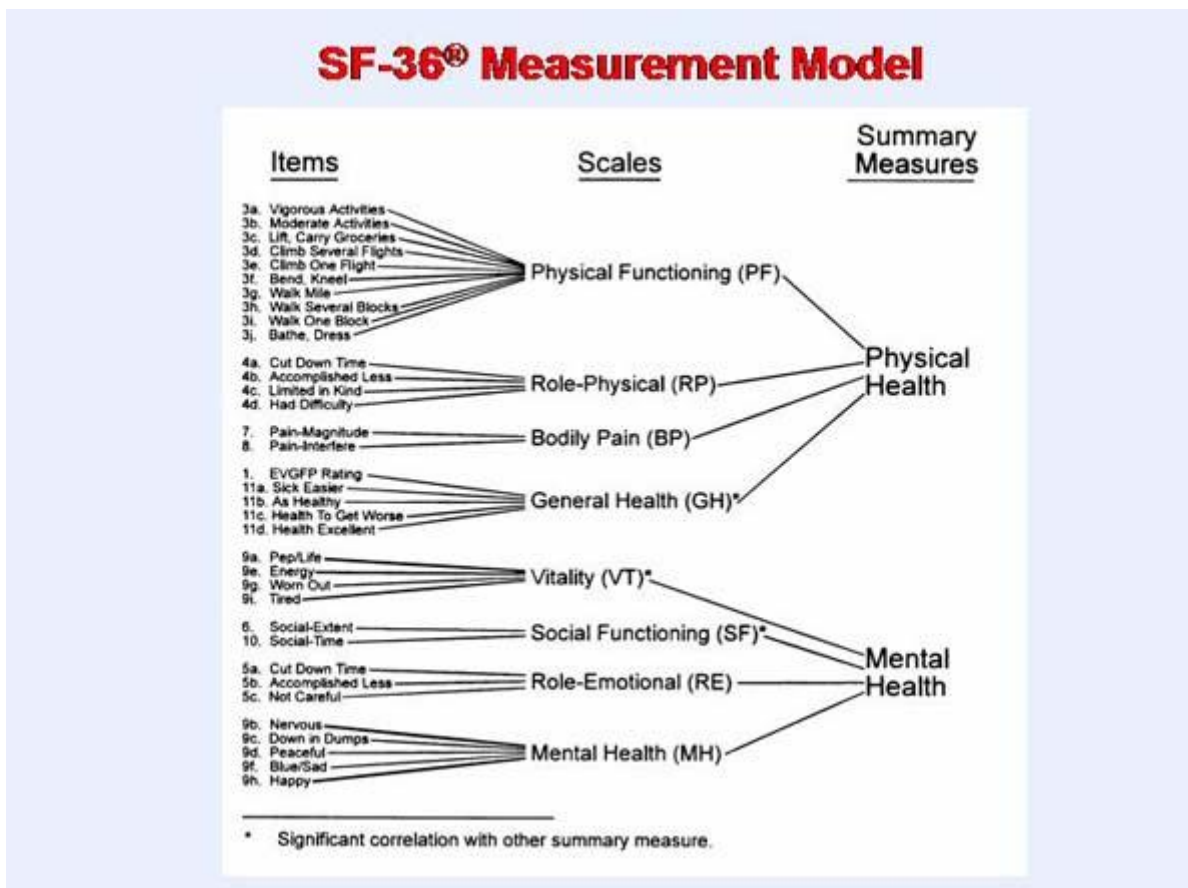 SF-36® Measurement Model
Items
Scales
Summary
Measures
3a. Vigorous Activities
3b. Moderate Activities
3c. Lift, Carry Groceries
3d. Climb Several Flights
3e. Climb One Flight
3f. Bend, Kneel
3g. Walk Mile
3h. Walk Several Blocks
3i. Walk One Block
3j. Bathe, Dress
Physical Functioning (PF)
4a. Cut Down Time
4b. Accomplished Less
4c. Limited in Kind
4d. Had Difficulty
Role-Physical (RP)
7. Pain-Magnitude
8. Pain-Interfere
Bodily Pain (BP)
1. EVGFP Rating
11a. Sick Easier
11b. As Healthy
11c. Health To Get Worse
11d. Health Excellent
General Health (GH)*
Physical
Health
9a. Pep/Life
9e. Energy
9g. Worn Out
9i. Tired
Vitality (VT)*
6. Social-Extent
10. Social-Time
Social Functioning (SF)*
5a. Cut Down Time
5b. Accomplished Less
5c. Not Careful
Role-Emotional (RE)
9b. Nervous
9c. Down in Dumps
9d. Peaceful
9f. Blue/Sad
9h. Happy
Mental Health (MH)
Mental
Health
* Significant correlation with other summary measure.